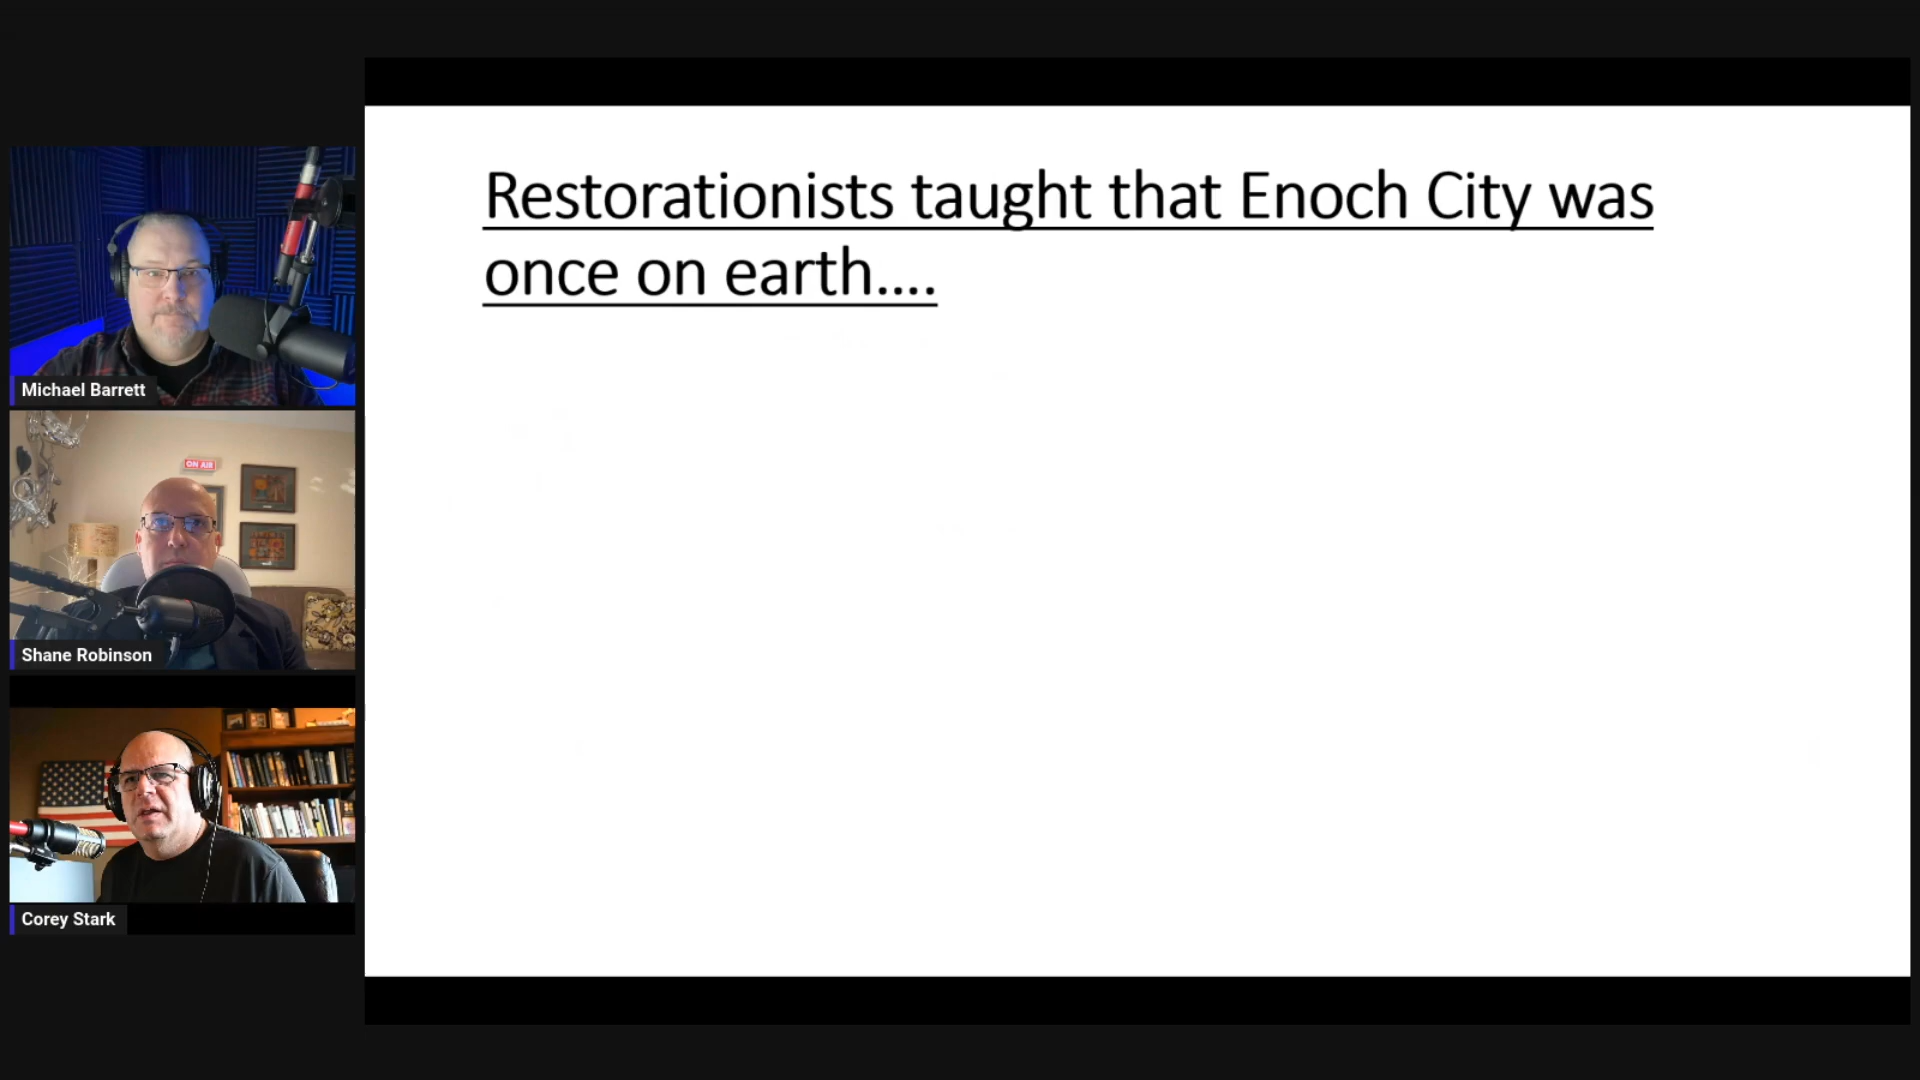 Restorationists taught that Enoch City was
once on earth....
Michael Barrett
ON AIR
Shane Robinson
Corey Stark